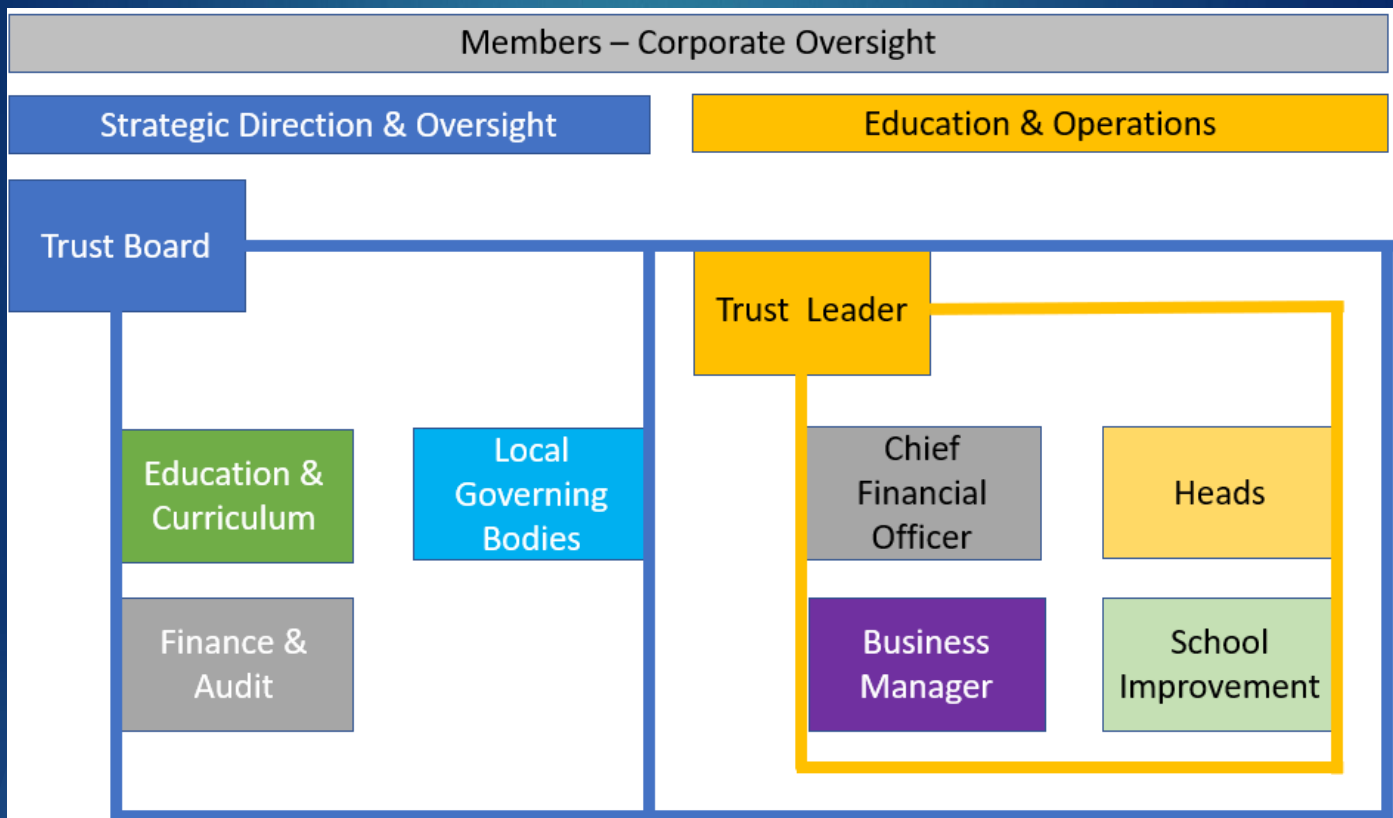 Members – Corporate Oversight
Strategic Direction & Oversight
Education & Operations
Trust Board
Trust Leader
Education &
Curriculum
Local
Governing
Bodies
Chief
Financial
Officer
Heads
Finance &
Audit
Business
Manager
School
Improvement